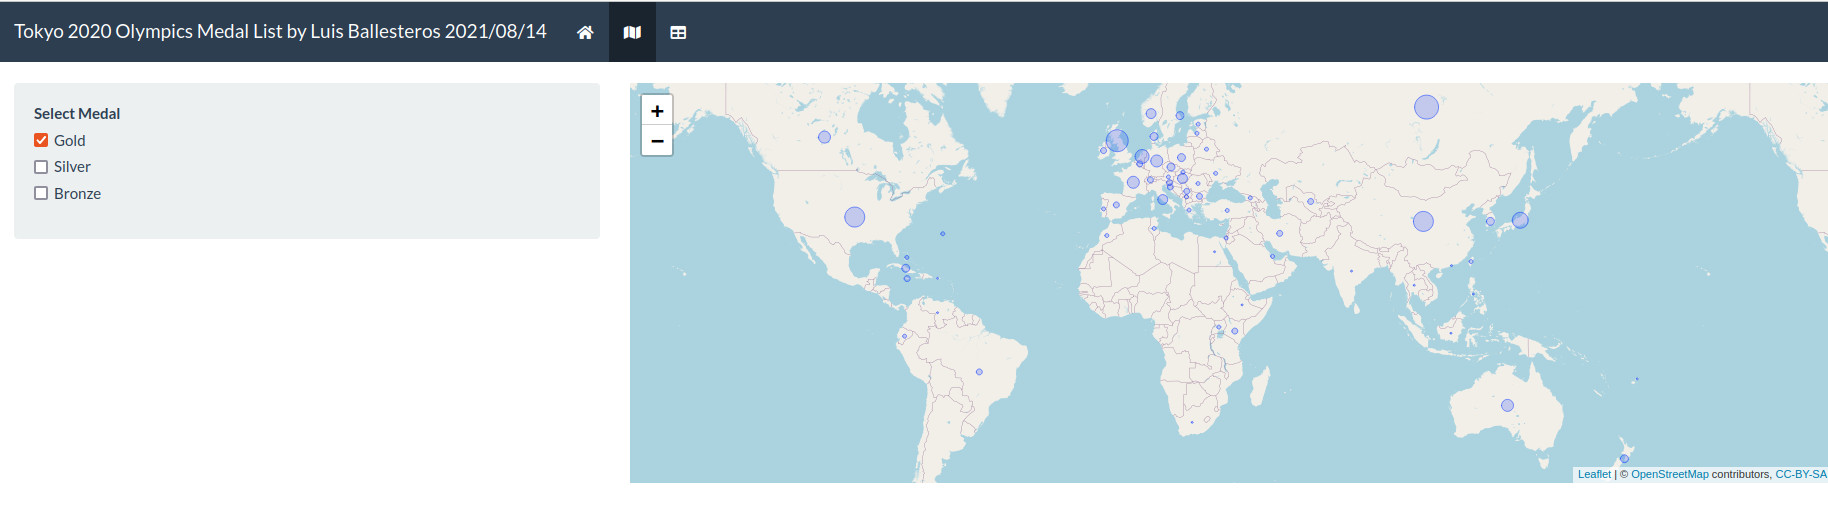 Tokyo 2020 Olympics Medal List by Luis Ballesteros 2021/08/14
Select Medal
Gold
Silver
Bronze
+
−
Leaflet | © OpenStreetMap contributors, CC-BY-SA